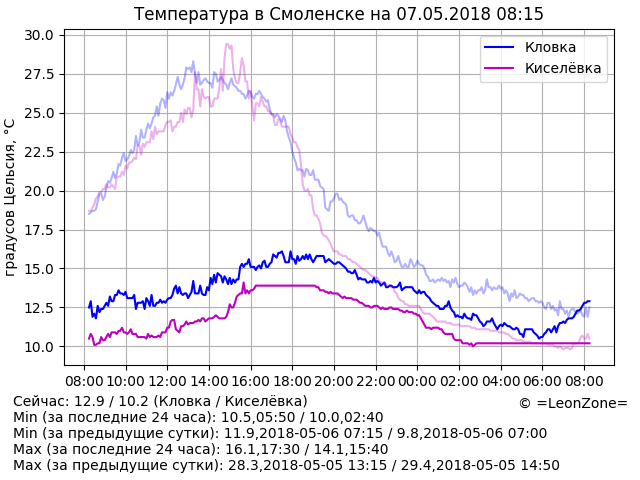 Температура в Смоленске на 07.05.2018 08:15
Кловка
Киселёвка
градусов Цельсия, °C
30.0
27.5
25.0
22.5
20.0
17.5
15.0
12.5
10.0
08:00 10:00 12:00 14:00 16:00 18:00 20:00 22:00 00:00 02:00 04:00 06:00 08:00
Сейчас: 12.9 / 10.2 (Кловка / Киселёвка)
© =LeonZone=
Min (за последние 24 часа): 10.5,05:50 / 10.0,02:40
Min (за предыдущие сутки): 11.9,2018-05-06 07:15 / 9.8,2018-05-06 07:00
Max (за последние 24 часа): 16.1,17:30 / 14.1,15:40
Max (за предыдущие сутки): 28.3,2018-05-05 13:15 / 29.4,2018-05-05 14:50